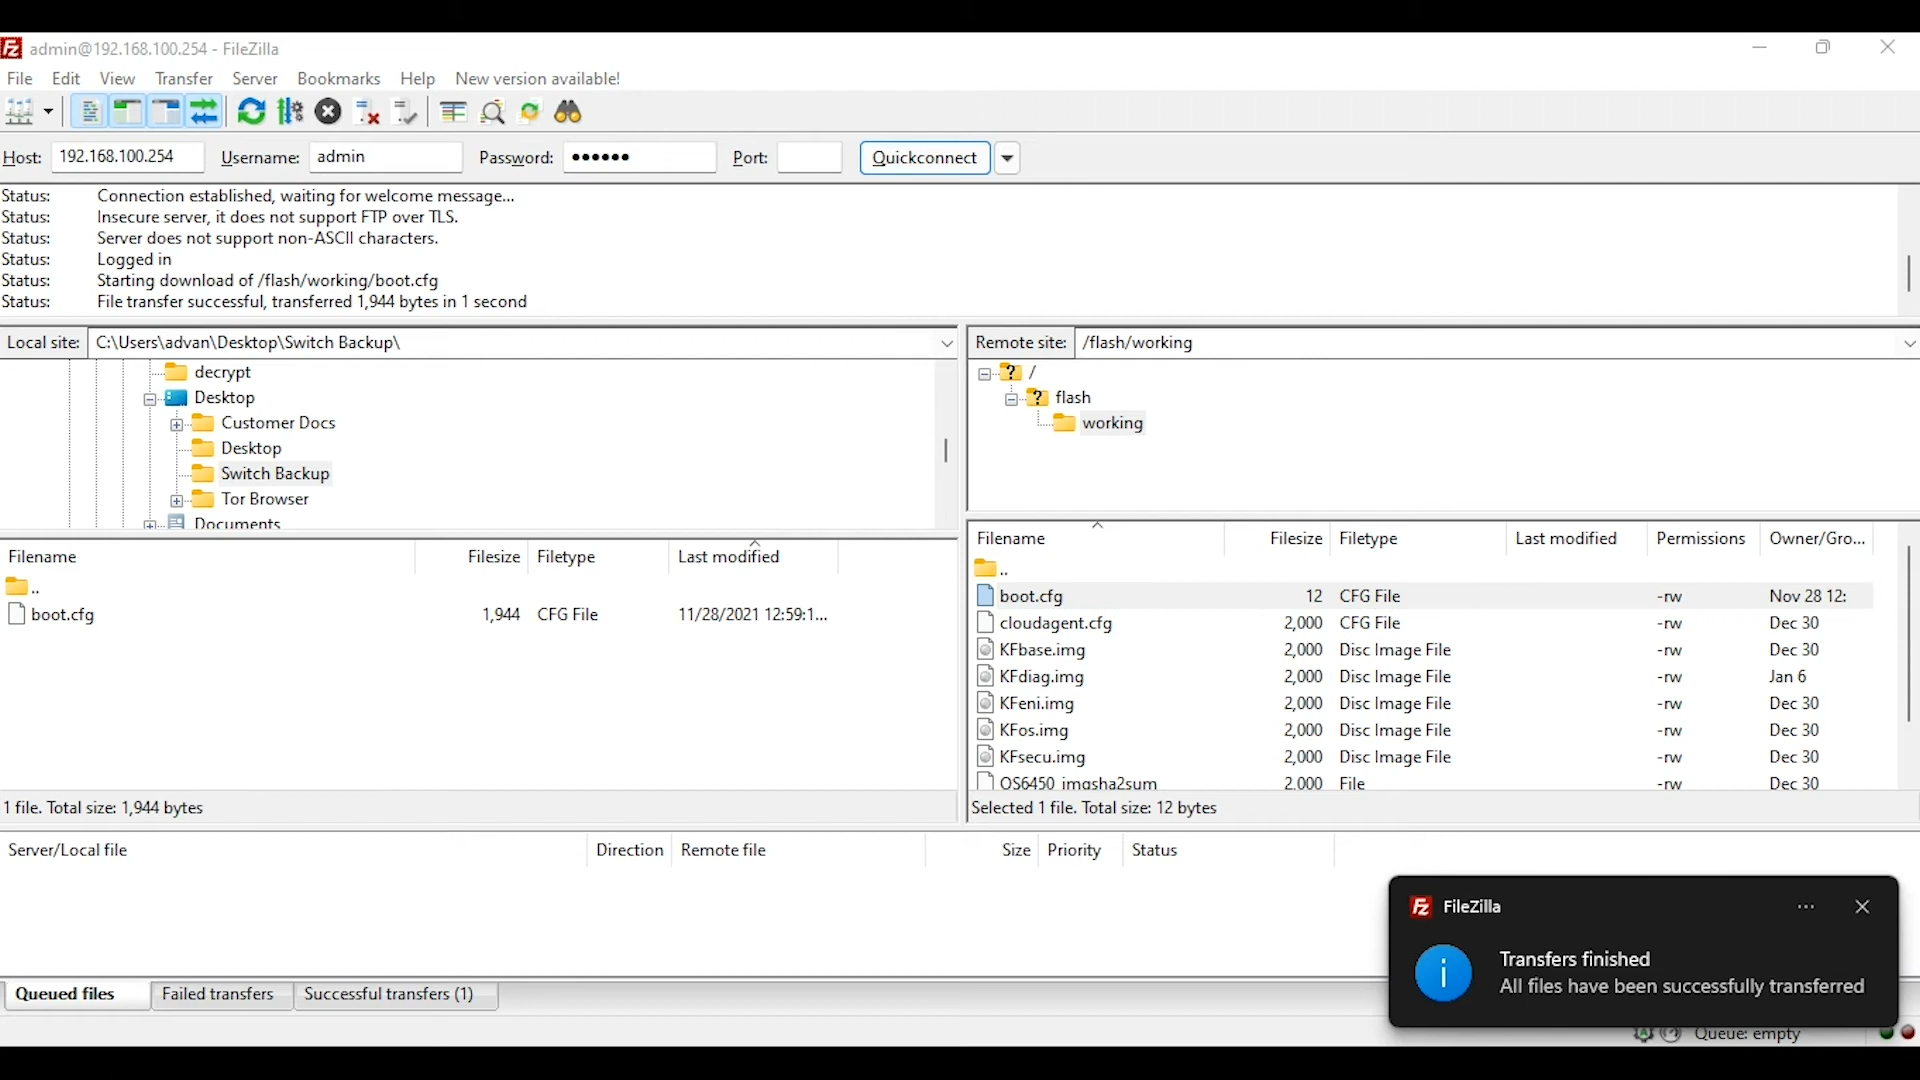 admin@192.168.100.254 - FileZilla
File Edit View Transfer Server Bookmarks Help New version available!
Host: 192.168.100.254 Username: admin Password: •••••• Port: Quickconnect
Status: Connection established, waiting for welcome message...
Status: Insecure server, it does not support FTP over TLS.
Status: Server does not support non-ASCII characters.
Status: Logged in
Status: Starting download of /flash/working/boot.cfg
Status: File transfer successful, transferred 1,944 bytes in 1 second
Local site: C:\Users\advan\Desktop\Switch Backup\
decrypt
Desktop
Customer Docs
Desktop
Switch Backup
Tor Browser
Documents
Filename Filesize Filetype Last modified
..
boot.cfg 1,944 CFG File 11/28/2021 12:59:1...
1 file. Total size: 1,944 bytes
Remote site: /flash/working
/
flash
working
Filename Filesize Filetype Last modified Permissions Owner/Gro...
..
boot.cfg 12 CFG File -rw Nov 28 12:
cloudagent.cfg 2,000 CFG File -rw Dec 30
KFbase.img 2,000 Disc Image File -rw Dec 30
KFdiag.img 2,000 Disc Image File -rw Jan 6
KFeni.img 2,000 Disc Image File -rw Dec 30
KFos.img 2,000 Disc Image File -rw Dec 30
KFsecu.img 2,000 Disc Image File -rw Dec 30
OS6450_imgsha2sum 2,000 File -rw Dec 30
Selected 1 file. Total size: 12 bytes
Server/Local file Direction Remote file Size Priority Status
FileZilla
Transfers finished
All files have been successfully transferred
Queued files Failed transfers Successful transfers (1)
Queue: empty